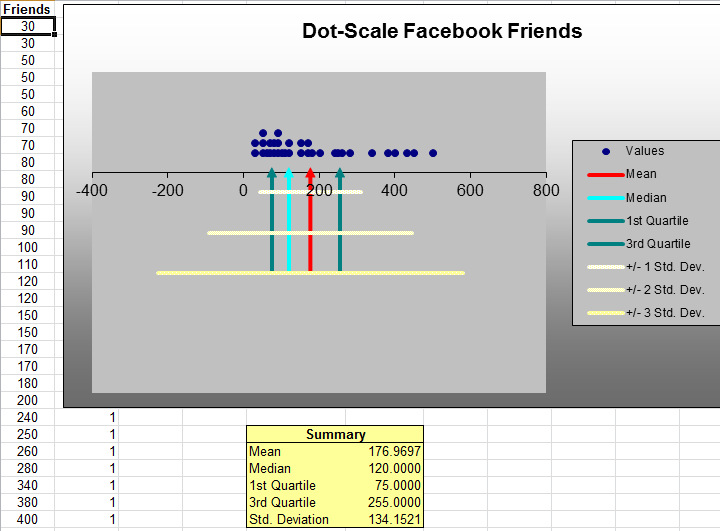 Friends
Dot-Scale Facebook Friends
30
30
50
50
50
60
70
70
80
80
90
90
90
100
110
120
120
150
150
170
170
180
200
240 1
250 1
260 1
280 1
340 1
380 1
400 1
-400 -200 0 200 400 600 800
Values
Mean
Median
1st Quartile
3rd Quartile
+/- 1 Std. Dev.
+/- 2 Std. Dev.
+/- 3 Std. Dev.
Summary
Mean 176.9697
Median 120.0000
1st Quartile 75.0000
3rd Quartile 255.0000
Std. Deviation 134.1521